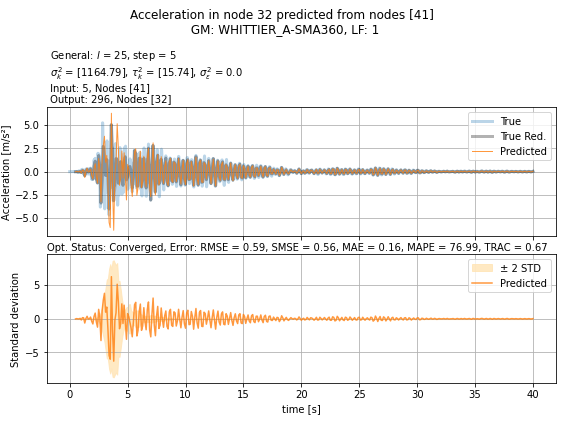 Acceleration in node 32 predicted from nodes [41]
GM: WHITTIER_A-SMA360, LF: 1
General: l = 25, step = 5
σ²ₖ = [1164.79], τ²ₖ = [15.74], σ²ε = 0.0
Input: 5, Nodes [41]
Output: 296, Nodes [32]
Acceleration [m/s²]
5.0
2.5
0.0
−2.5
−5.0
True
True Red.
Predicted
Opt. Status: Converged, Error: RMSE = 0.59, SMSE = 0.56, MAE = 0.16, MAPE = 76.99, TRAC = 0.67
Standard deviation
5
0
−5
± 2 STD
Predicted
0 5 10 15 20 25 30 35 40
time [s]